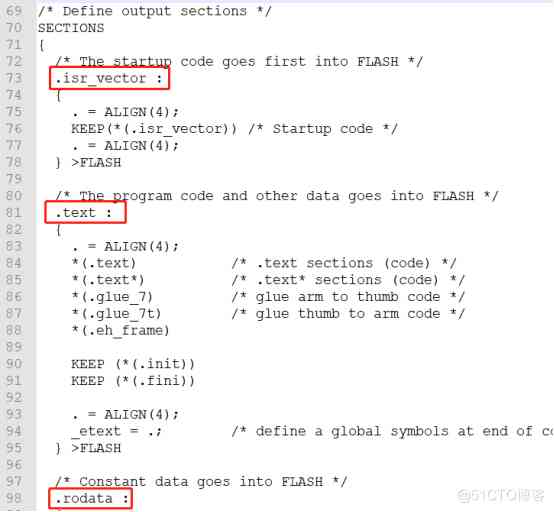 69 /* Define output sections */
70 SECTIONS
71 {
72   /* The startup code goes first into FLASH */
73   .isr_vector :
74   {
75     . = ALIGN(4);
76     KEEP(*(.isr_vector)) /* Startup code */
77     . = ALIGN(4);
78   } >FLASH
79
80   /* The program code and other data goes into FLASH */
81   .text :
82   {
83     . = ALIGN(4);
84     *(.text)           /* .text sections (code) */
85     *(.text*)          /* .text* sections (code) */
86     *(.glue_7)         /* glue arm to thumb code */
87     *(.glue_7t)        /* glue thumb to arm code */
88     *(.eh_frame)
89
90     KEEP (*(.init))
91     KEEP (*(.fini))
92
93     . = ALIGN(4);
94     _etext = .;        /* define a global symbols at end of co
95   } >FLASH
96
97   /* Constant data goes into FLASH */
98   .rodata :
@51CTO博客